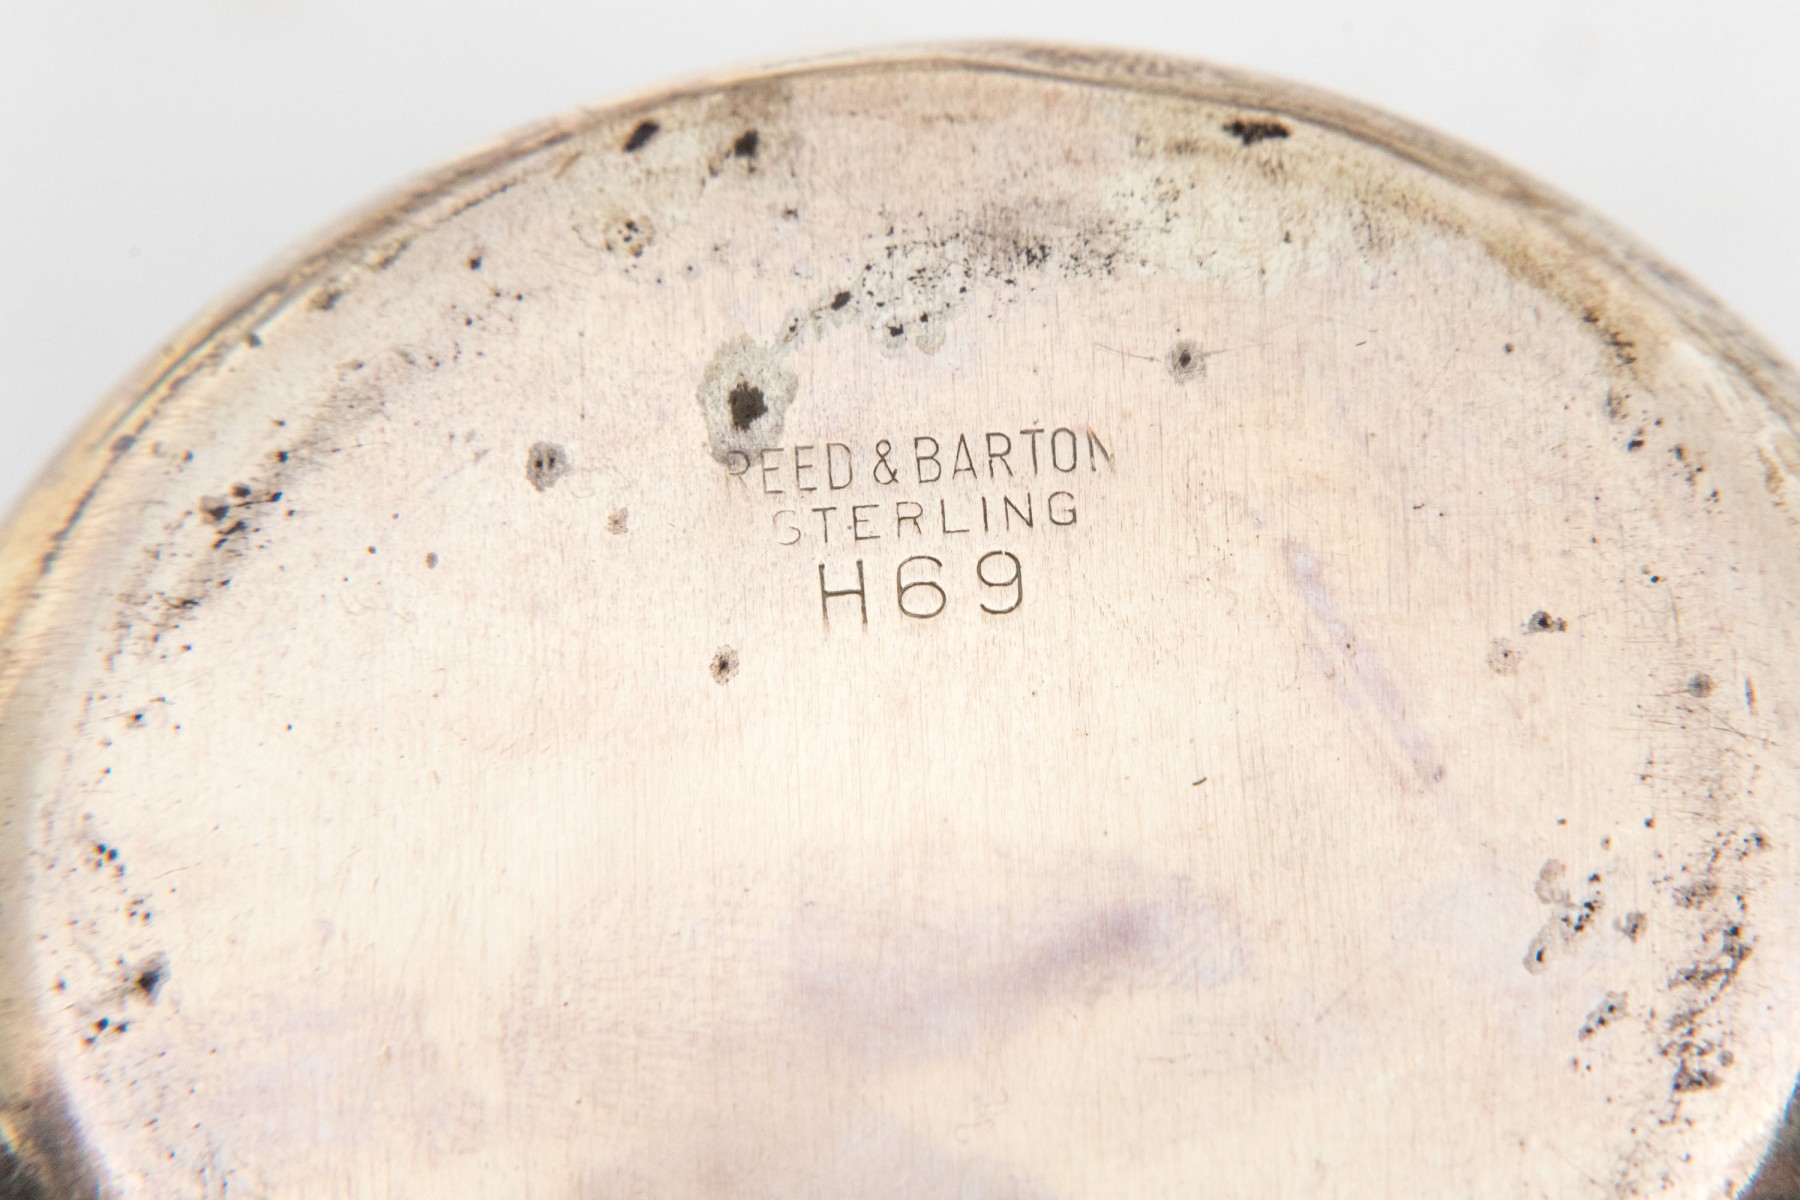 REED & BARTON
STERLING
H69